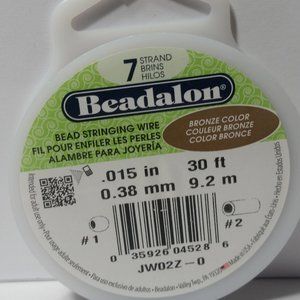 7 STRAND
BRINS
HILOS
Beadalon
BEAD STRINGING WIRE
FIL POUR ENFILER LES PERLES
ALAMBRE PARA JOYERÍA
BRONZE COLOR
COULEUR BRONZE
COLOR BRONCE
.015 in 30 ft
0.38 mm 9.2 m
#1
#2
0 35926 04528 6
JW02Z-0